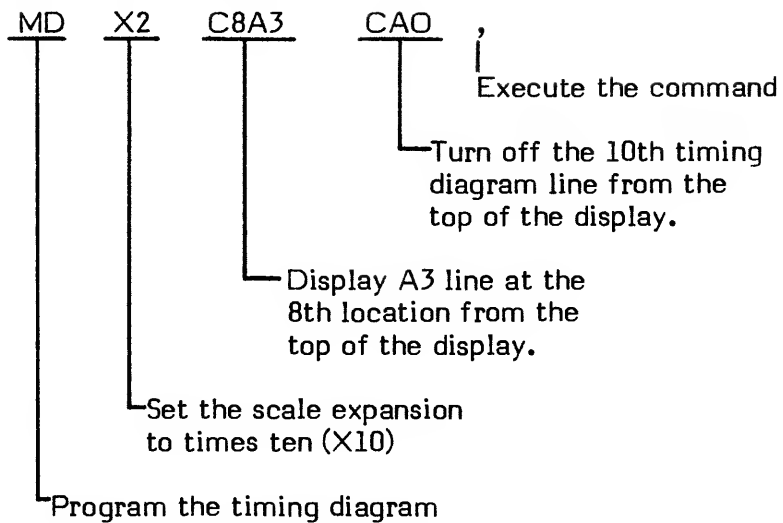 MD X2 C8A3 CAO ,
Execute the command
Turn off the 10th timing
diagram line from the
top of the display.
Display A3 line at the
8th location from the
top of the display.
Set the scale expansion
to times ten (X10)
Program the timing diagram